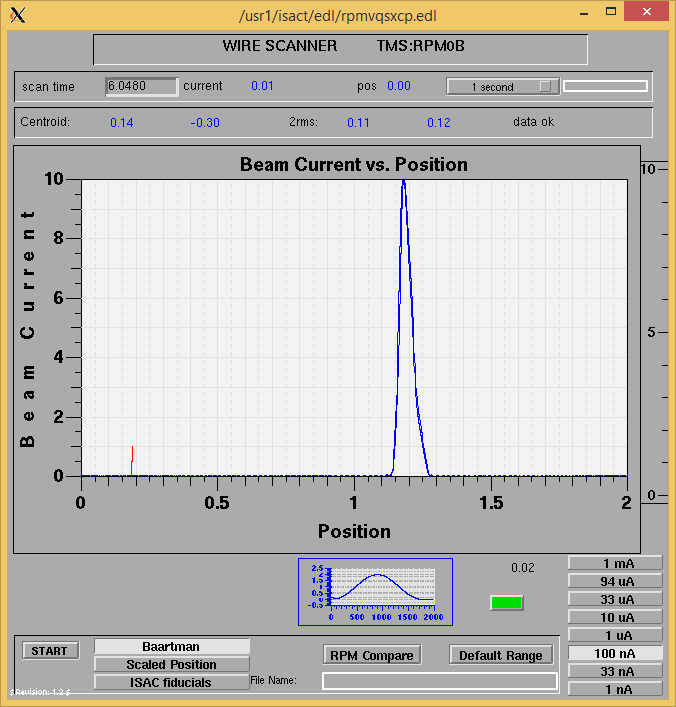 /usr1/isact/edl/rpmvqsxcp.edl
WIRE SCANNER TMS:RPM0B
scan time 6.0480 current 0.01 pos 0.00 1 second
Centroid: 0.14 -0.30 2rms: 0.11 0.12 data ok
Beam Current vs. Position
Beam Current
10
8
6
4
2
0
0 0.5 1 1.5 2
Position
10
5
0
2.5
2.0
1.5
1.0
0.5
0.0
-0.5
0 500 1000 1500 2000
0.02
1 mA
94 uA
33 uA
10 uA
1 uA
100 nA
33 nA
1 nA
START
Baartman
Scaled Position
ISAC fiducials
RPM Compare
Default Range
File Name:
$Revision: 1.2 $